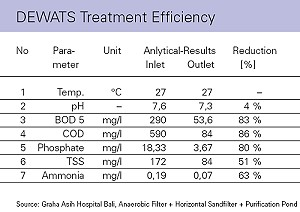 DEWATS Treatment Efficiency
No Para- Unit Anlytical-Results Reduction
meter Inlet Outlet [%]
1 Temp. °C 27 27 –
2 pH – 7,6 7,3 4 %
3 BOD 5 mg/l 290 53,6 83 %
4 COD mg/l 590 84 86 %
5 Phosphate mg/l 18,33 3,67 80 %
6 TSS mg/l 172 84 51 %
7 Ammonia mg/l 0,19 0,07 63 %
Source: Graha Asih Hospital Bali, Anaerobic Filter + Horizontal Sandfilter + Purification Pond